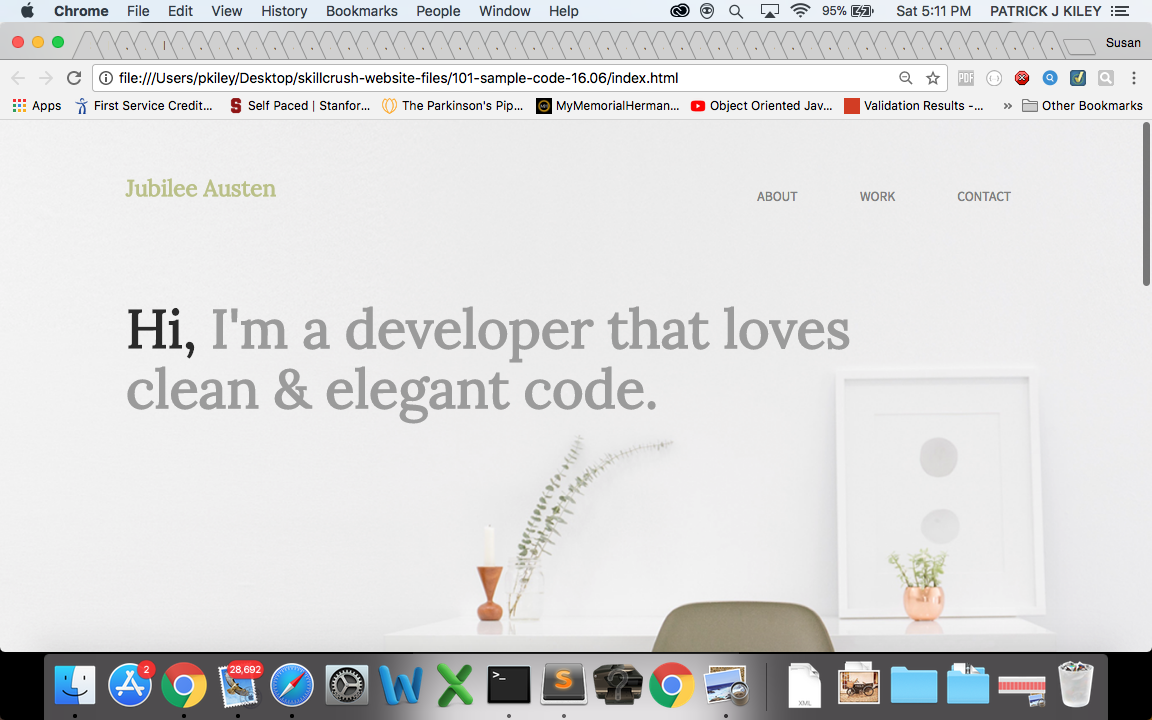 Chrome File Edit View History Bookmarks People Window Help 95% Sat 5:11 PM PATRICK J KILEY
Susan
file:///Users/pkiley/Desktop/skillcrush-website-files/101-sample-code-16.06/index.html PDF
Apps First Service Credit... Self Paced | Stanfor... The Parkinson's Pip... MyMemorialHerman... Object Oriented Jav... Validation Results -... » Other Bookmarks
Jubilee Austen
ABOUT WORK CONTACT
Hi, I'm a developer that loves
clean & elegant code.
2 28,692
>_ S ?
XML